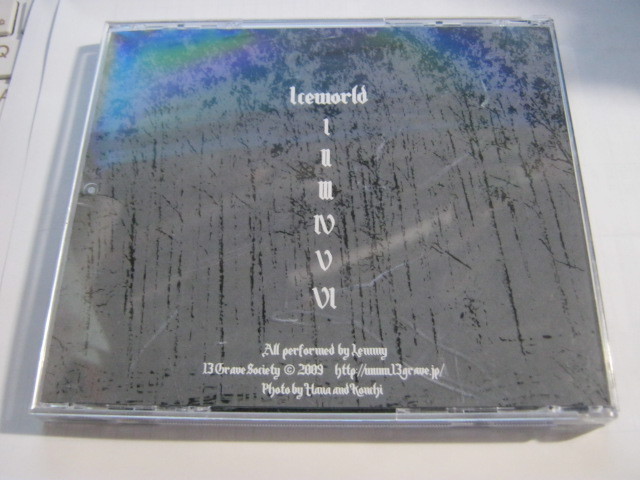 Iceworld
I
II
III
IV
V
VI
All performed by Lemmy
13 Grave Society © 2009 http://www.13grave.jp/
Photo by Hana and Kouchi